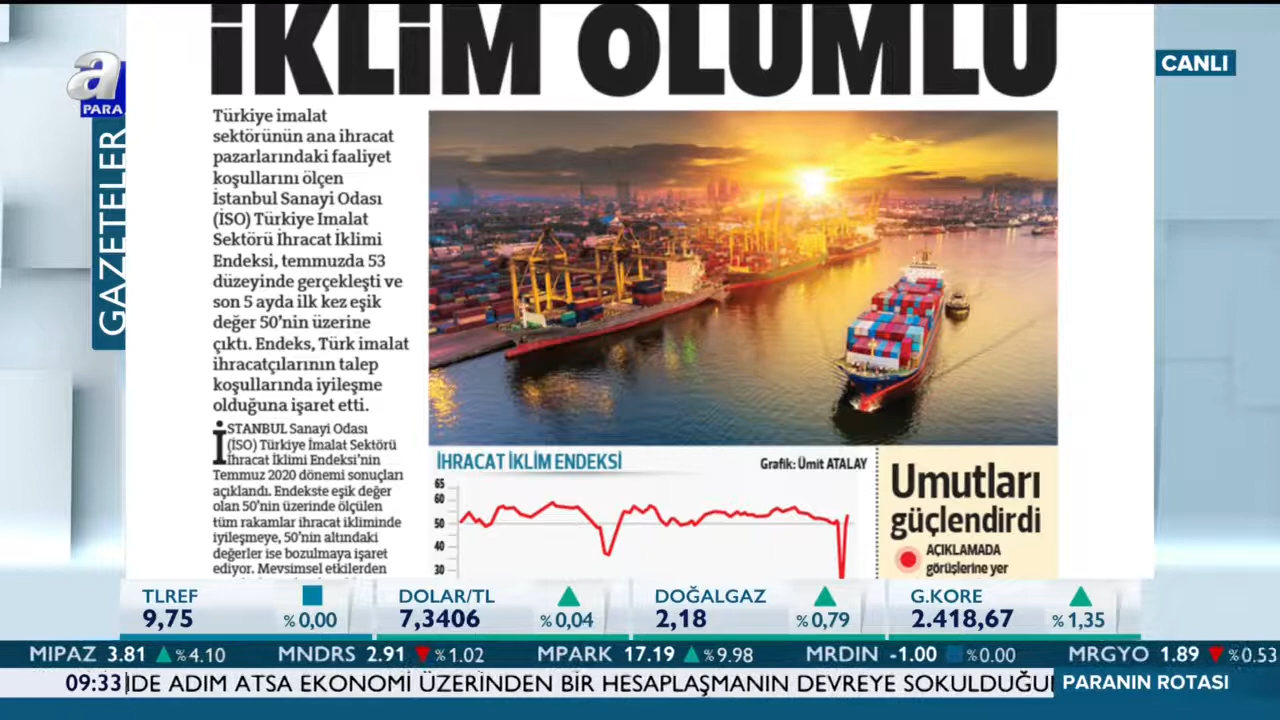 İKLİM OLUMLU
a
PARA
CANLI
GAZETELER
Türkiye imalat
sektörünün ana ihracat
pazarlarındaki faaliyet
koşullarını ölçen
İstanbul Sanayi Odası
(İSO) Türkiye İmalat
Sektörü İhracat İklimi
Endeksi, temmuzda 53
düzeyinde gerçekleşti ve
son 5 ayda ilk kez eşik
değer 50'nin üzerine
çıktı. Endeks, Türk imalat
ihracatçılarının talep
koşullarında iyileşme
olduğuna işaret etti.
İSTANBUL Sanayi Odası
(İSO) Türkiye İmalat Sektörü
İhracat İklimi Endeksi'nin
Temmuz 2020 dönemi sonuçları
açıklandı. Endekste eşik değer
olan 50'nin üzerinde ölçülen
tüm rakamlar ihracat ikliminde
iyileşmeye, 50'nin altındaki
değerler ise bozulmaya işaret
ediyor. Mevsimsel etkilerden
İHRACAT İKLİM ENDEKSİ
Grafik: Ümit ATALAY
65
60
50
40
30
Umutları
güçlendirdi
AÇIKLAMADA
görüşlerine yer
TLREF
9,75 %0,00
DOLAR/TL
7,3406 %0,04
DOĞALGAZ
2,18 %0,79
G.KORE
2.418,67 %1,35
MIPAZ 3.81 %4.10 MNDRS 2.91 %1.02 MPARK 17.19 %9.98 MRDIN -1.00 %0.00 MRGYO 1.89 %0.53
09:33 İDE ADIM ATSA EKONOMİ ÜZERİNDEN BİR HESAPLAŞMANIN DEVREYE SOKULDUĞU PARANIN ROTASI